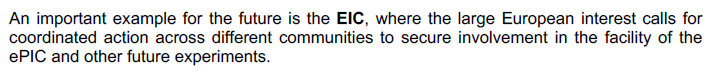 An important example for the future is the EIC, where the large European interest calls for
coordinated action across different communities to secure involvement in the facility of the
ePIC and other future experiments.